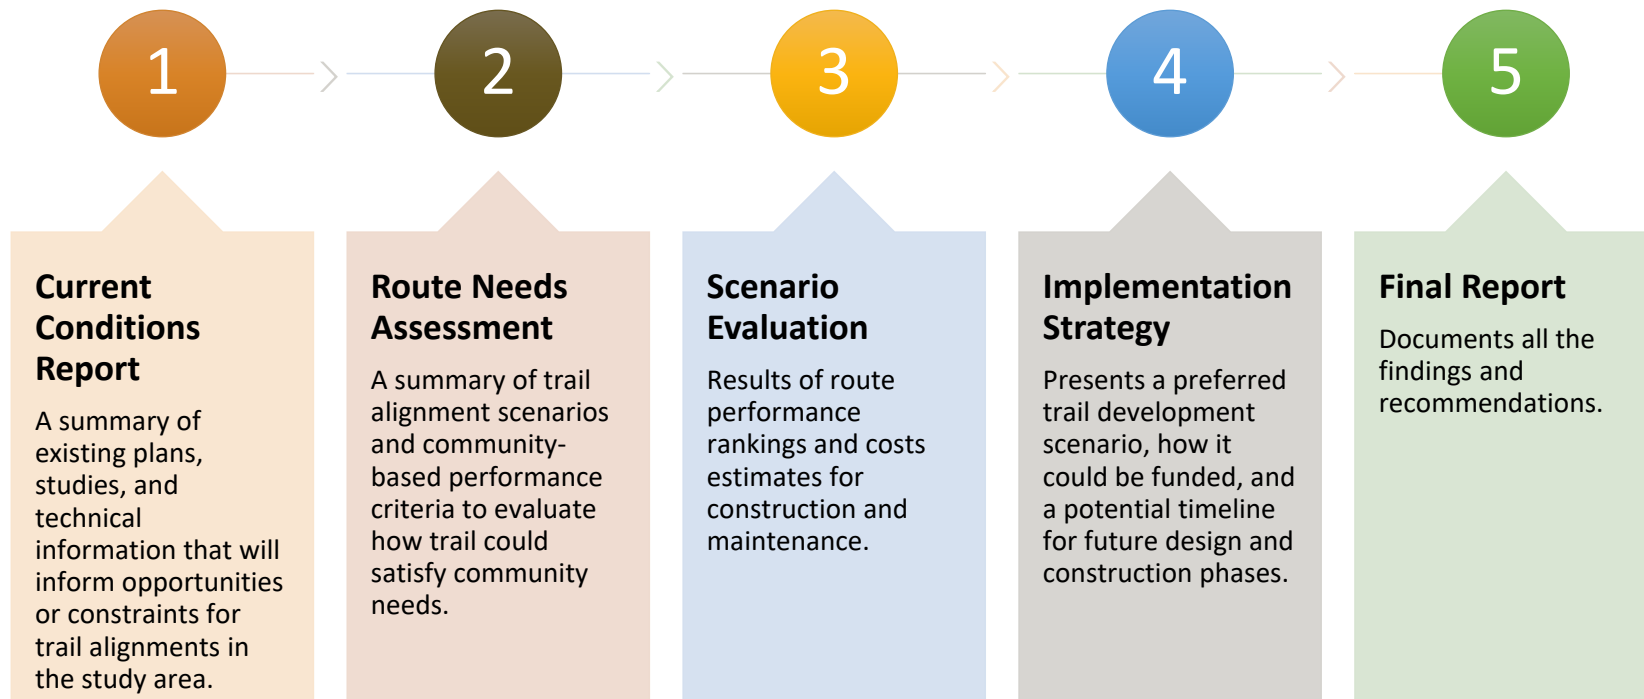 1
2
3
4
5
Current
Conditions
Report
A summary of
existing plans,
studies, and
technical
information that will
inform opportunities
or constraints for
trail alignments in
the study area.
Route Needs
Assessment
A summary of trail
alignment scenarios
and community-
based performance
criteria to evaluate
how trail could
satisfy community
needs.
Scenario
Evaluation
Results of route
performance
rankings and costs
estimates for
construction and
maintenance.
Implementation
Strategy
Presents a preferred
trail development
scenario, how it
could be funded, and
a potential timeline
for future design and
construction phases.
Final Report
Documents all the
findings and
recommendations.